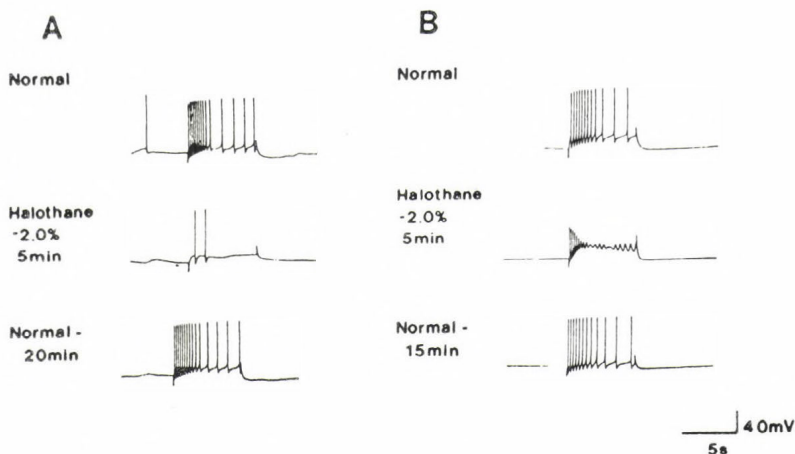 A
Normal
Halothane
-2.0%
5min
Normal -
20min
B
Normal
Halothane
-2.0%
5min
Normal -
15min
40mV
5s